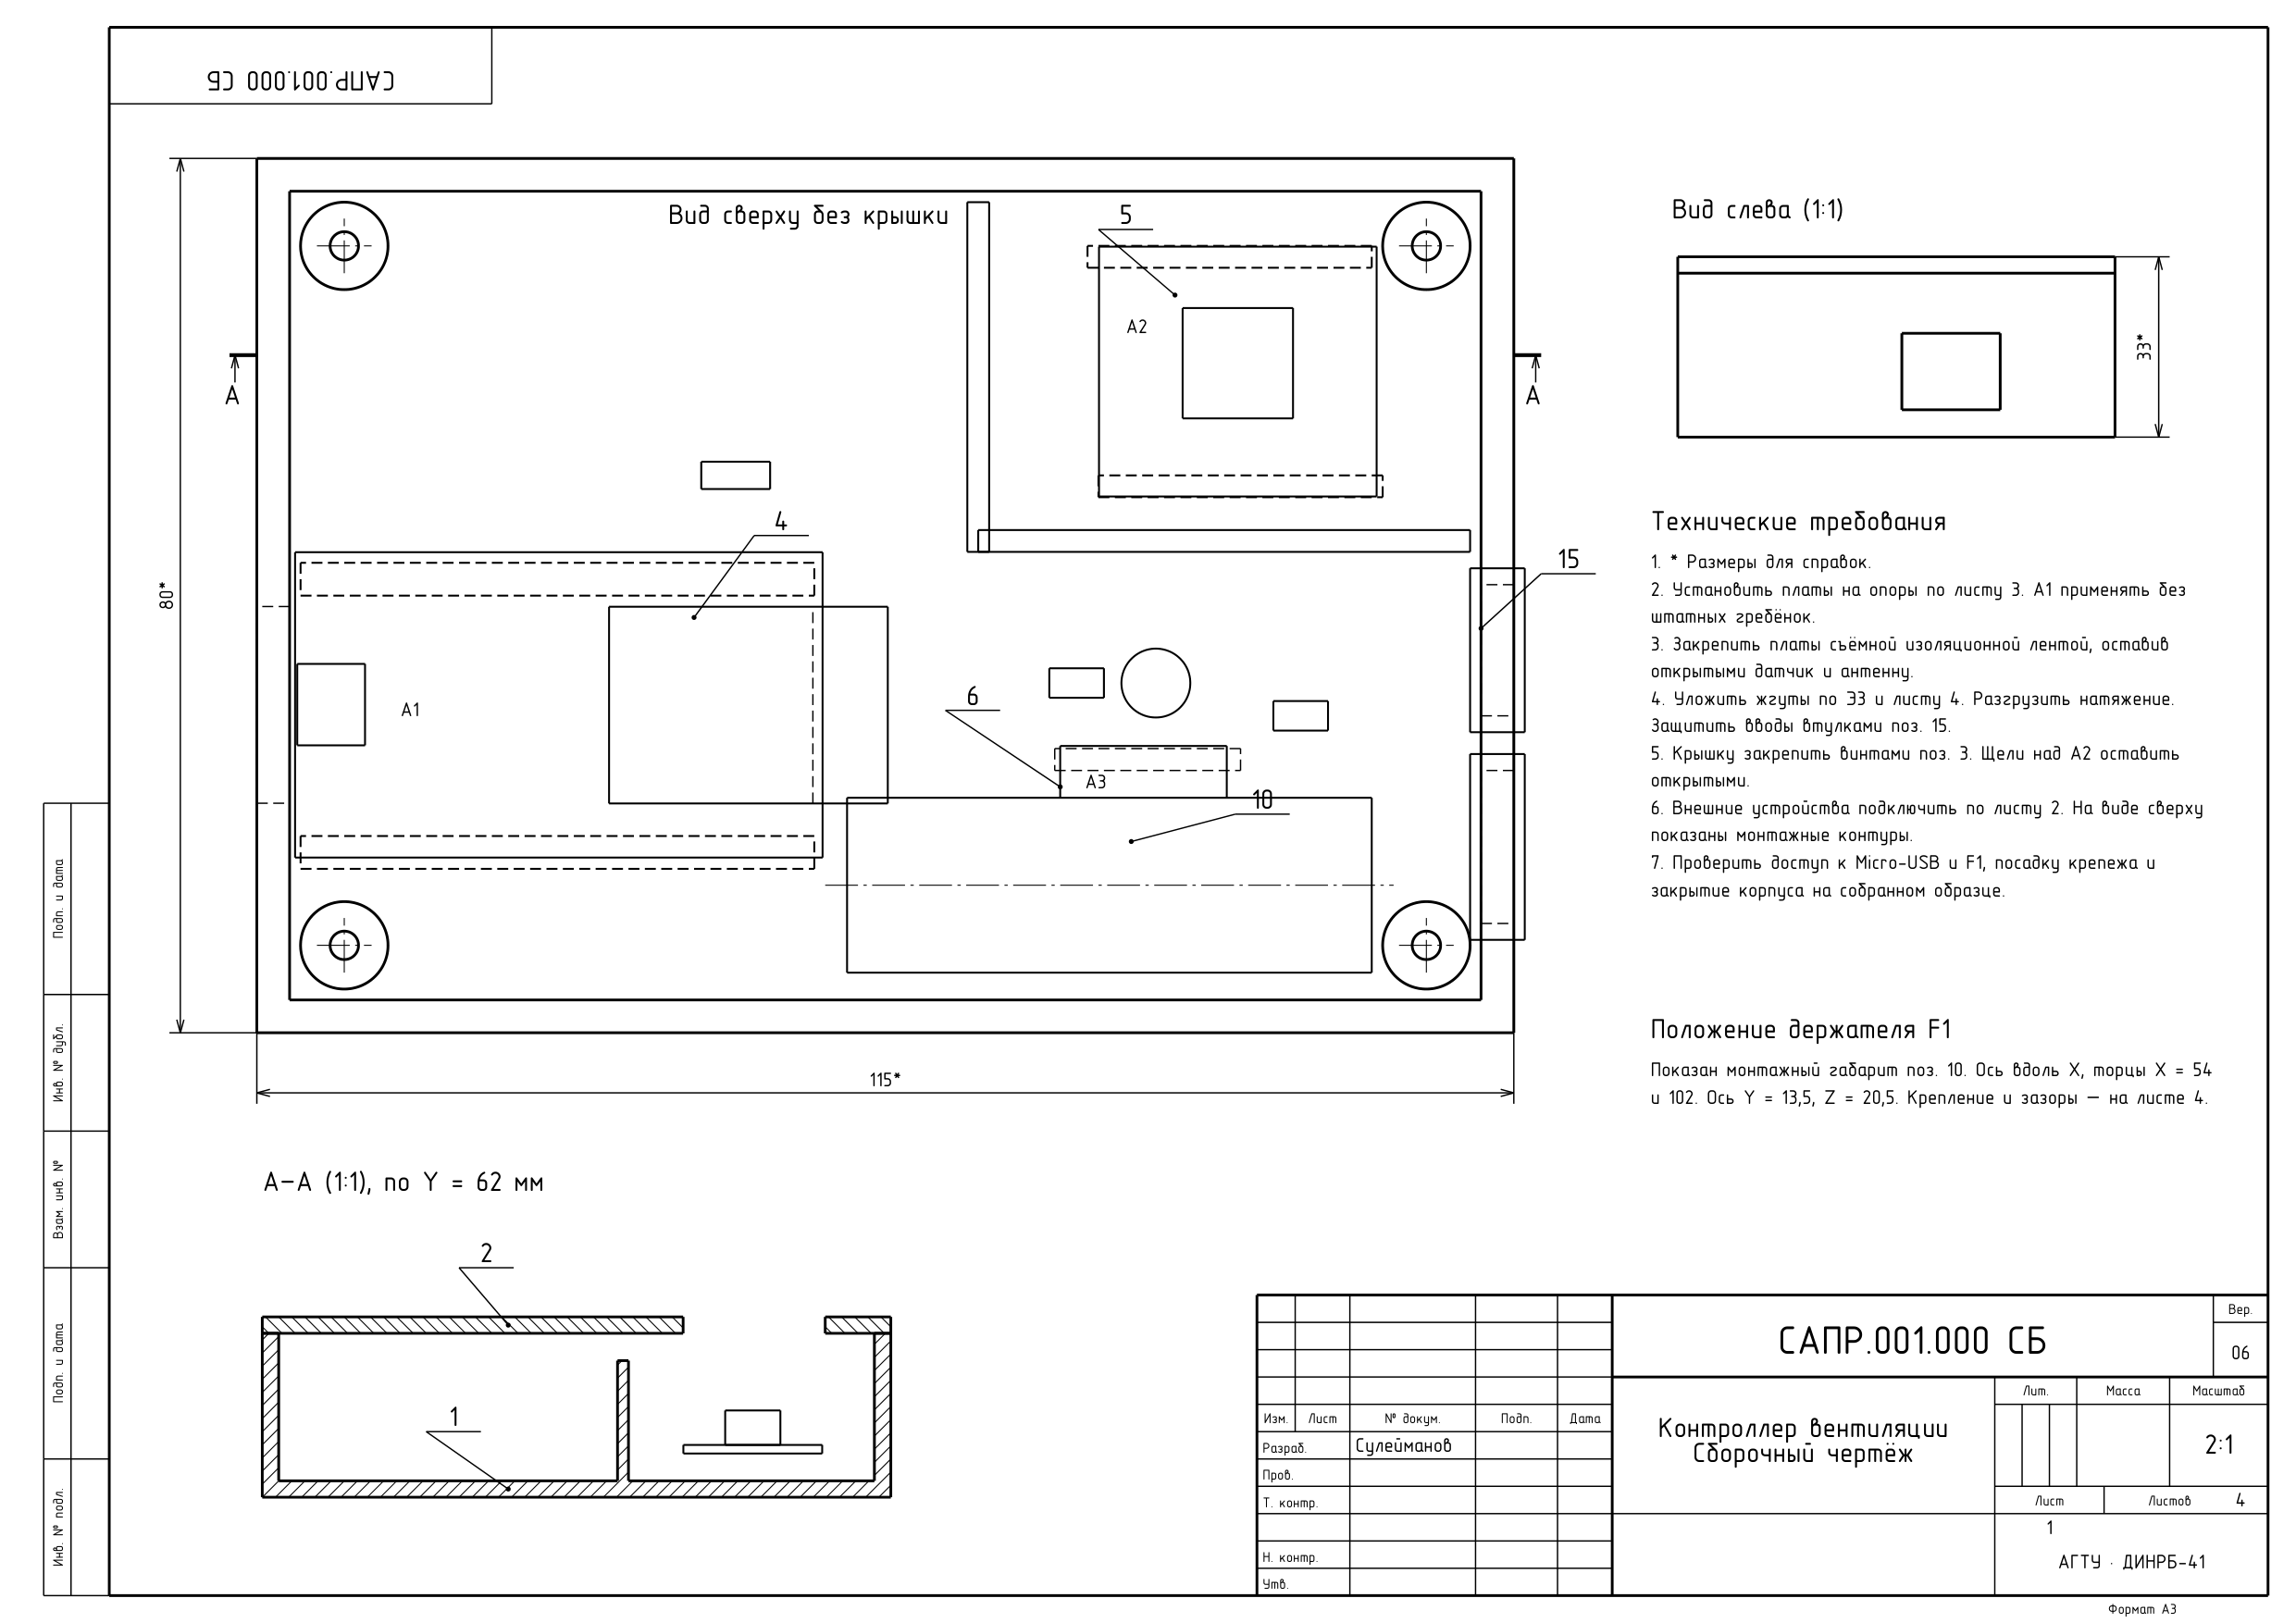 САПР.001.000 СБ
Вид сверху без крышки
5
Вид слева (1:1)
А2
А
А
33*
4
15
80*
6
А1
А3
10
115*
Технические требования
1. * Размеры для справок.
2. Установить платы на опоры по листу 3. А1 применять без
штатных гребёнок.
3. Закрепить платы съёмной изоляционной лентой, оставив
открытыми датчик и антенну.
4. Уложить жгуты по Э3 и листу 4. Разгрузить натяжение.
Защитить вводы втулками поз. 15.
5. Крышку закрепить винтами поз. 3. Щели над А2 оставить
открытыми.
6. Внешние устройства подключить по листу 2. На виде сверху
показаны монтажные контуры.
7. Проверить доступ к Micro-USB и F1, посадку крепежа и
закрытие корпуса на собранном образце.
Положение держателя F1
Показан монтажный габарит поз. 10. Ось вдоль X, торцы X = 54
и 102. Ось Y = 13,5, Z = 20,5. Крепление и зазоры — на листе 4.
А-А (1:1), по Y = 62 мм
2
1
Подп. и дата
Инв. № дубл.
Взам. инв. №
Подп. и дата
Инв. № подл.
САПР.001.000 СБ
Вер.
06
Изм. Лист № докум. Подп. Дата
Разраб. Сулейманов
Пров.
Т. контр.
Н. контр.
Утв.
Контроллер вентиляции
Сборочный чертёж
Лит. Масса Масштаб
2:1
Лист Листов 4
1
АГТУ · ДИНРБ-41
Формат А3